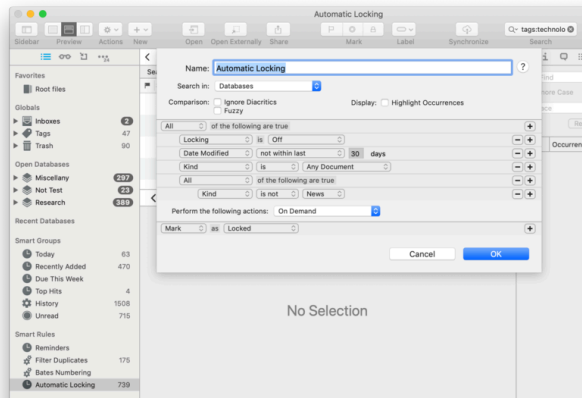 Automatic Locking
Sidebar Preview Actions New Open Open Externally Share Mark Label Synchronize Search
tags:technolo
Favorites
Root files
Globals
Inboxes 2
Tags 47
Trash 90
Open Databases
Miscellany 297
Not Test 23
Research 389
Recent Databases
Smart Groups
Today 63
Recently Added 470
Due This Week
Top Hits 4
History 1508
Unread 715
Smart Rules
Reminders
Filter Duplicates 175
Bates Numbering
Automatic Locking 739
Name: Automatic Locking ?
Search in: Databases
Comparison: Ignore Diacritics Display: Highlight Occurrences
Fuzzy
All of the following are true
Locking is Off
Date Modified not within last 30 days
Kind is Any Document
All of the following are true
Kind is not News
Perform the following actions: On Demand
Mark as Locked
Cancel OK
No Selection
Occurren